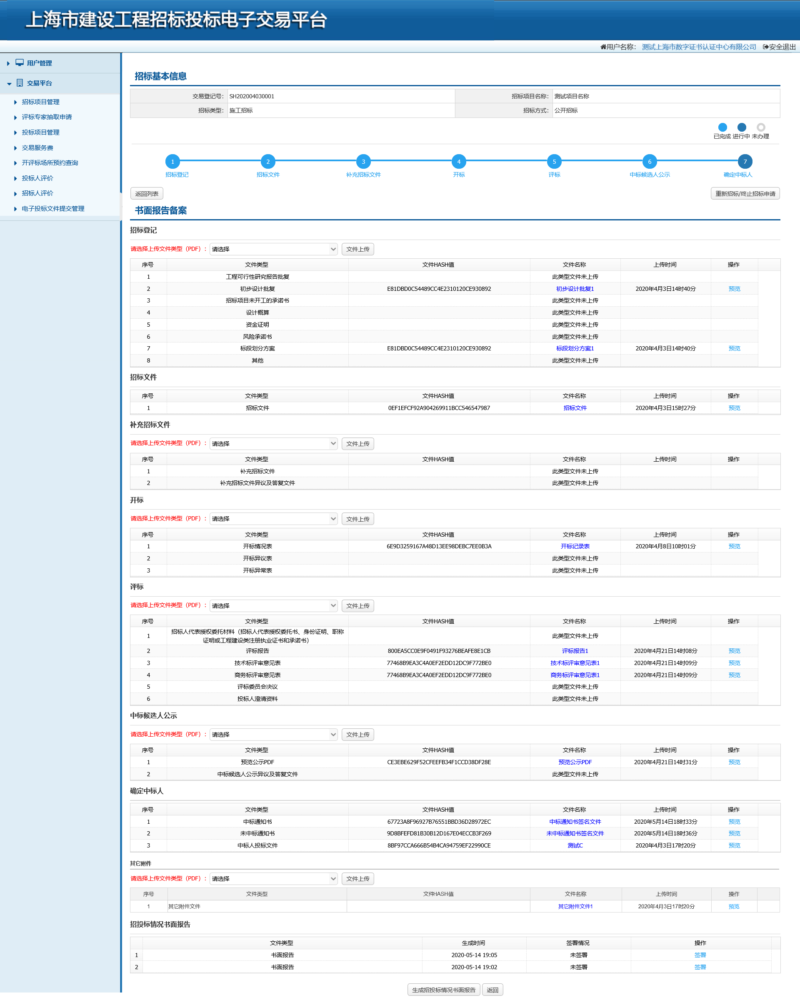 上海市建设工程招标投标电子交易平台
用户名称： 测试上海市数字证书认证中心有限公司 安全退出
用户管理
交易平台
招标项目管理
评标专家抽取申请
投标项目管理
交易服务费
开评标场所预约查询
投标人评价
招标人评价
电子投标文件提交管理
招标基本信息
交易登记号： SH202004030001 招标项目名称： 测试项目名称
招标类型： 施工招标 招标方式： 公开招标
已完成 进行中 未办理
1 2 3 4 5 6 7
招标登记 招标文件 补充招标文件 开标 评标 中标候选人公示 确定中标人
返回列表 重新招标/终止招标申请
书面报告备案
招标登记
请选择上传文件类型（PDF）： 请选择 文件上传
序号 文件类型 文件HASH值 文件名称 上传时间 操作
1 工程可行性研究报告批复 此类型文件未上传
2 初步设计批复 E81DBD0C54489CC4E2310120CE930892 初步设计批复1 2020年4月3日14时40分 预览
3 招标项目未开工的承诺书 此类型文件未上传
4 设计概算 此类型文件未上传
5 资金证明 此类型文件未上传
6 风险承诺书 此类型文件未上传
7 标段划分方案 E81DBD0C54489CC4E2310120CE930892 标段划分方案1 2020年4月3日14时40分 预览
8 其他 此类型文件未上传
招标文件
序号 文件类型 文件HASH值 文件名称 上传时间 操作
1 招标文件 0EF1EFCF92A904269911BCC546547987 招标文件 2020年4月3日15时27分 预览
补充招标文件
请选择上传文件类型（PDF）： 请选择 文件上传
序号 文件类型 文件HASH值 文件名称 上传时间 操作
1 补充招标文件 此类型文件未上传
2 补充招标文件异议及答复文件 此类型文件未上传
开标
请选择上传文件类型（PDF）： 请选择 文件上传
序号 文件类型 文件HASH值 文件名称 上传时间 操作
1 开标情况表 6E9D3259167A48D13EE98DEBC7EE0B3A 开标记录表 2020年4月8日10时01分 预览
2 开标异议表 此类型文件未上传
3 开标异常表 此类型文件未上传
评标
请选择上传文件类型（PDF）： 请选择 文件上传
序号 文件类型 文件HASH值 文件名称 上传时间 操作
1 招标人代表授权委托材料（招标人代表授权委托书、身份证明、职称
证明或工程建设类注册执业证书和承诺书） 此类型文件未上传
2 评标报告 800EA5CC0E9F0491F93276BEAFE8E1CB 评标报告1 2020年4月21日14时08分 预览
3 技术标评审意见表 77468B9EA3C4A0EF2EDD12DC9F772BE0 技术标评审意见表1 2020年4月21日14时09分 预览
4 商务标评审意见表 77468B9EA3C4A0EF2EDD12DC9F772BE0 商务标评审意见表1 2020年4月21日14时09分 预览
5 评标委员会决议 此类型文件未上传
6 投标人澄清资料 此类型文件未上传
中标候选人公示
请选择上传文件类型（PDF）： 请选择 文件上传
序号 文件类型 文件HASH值 文件名称 上传时间 操作
1 预览公示PDF CE3EBE629F52CFEEFB34F1CCD38DF28E 预览公示PDF 2020年4月21日14时31分 预览
2 中标候选人公示异议及答复文件 此类型文件未上传
确定中标人
序号 文件类型 文件HASH值 文件名称 上传时间 操作
1 中标通知书 67723A8F96927B76551BBD36D28972EC 中标通知书签名文件 2020年5月14日18时33分 预览
2 未中标通知书 9D8BFEFD81B30B12D167E04ECCB3F269 未中标通知书签名文件 2020年5月14日18时36分 预览
3 中标人投标文件 8BF97CCA666B54B4CA94759EF22990CE 测试C 2020年4月3日17时20分 预览
其它附件
请选择上传文件类型（PDF）： 请选择 文件上传
序号 文件类型 文件HASH值 文件名称 上传时间 操作
1 其它附件文件 其它附件文件1 2020年4月3日17时20分 预览
招投标情况书面报告
文件类型 生成时间 签署情况 操作
1 书面报告 2020-05-14 19:05 未签署 签署
2 书面报告 2020-05-14 19:02 未签署 签署
生成招投标情况书面报告 返回